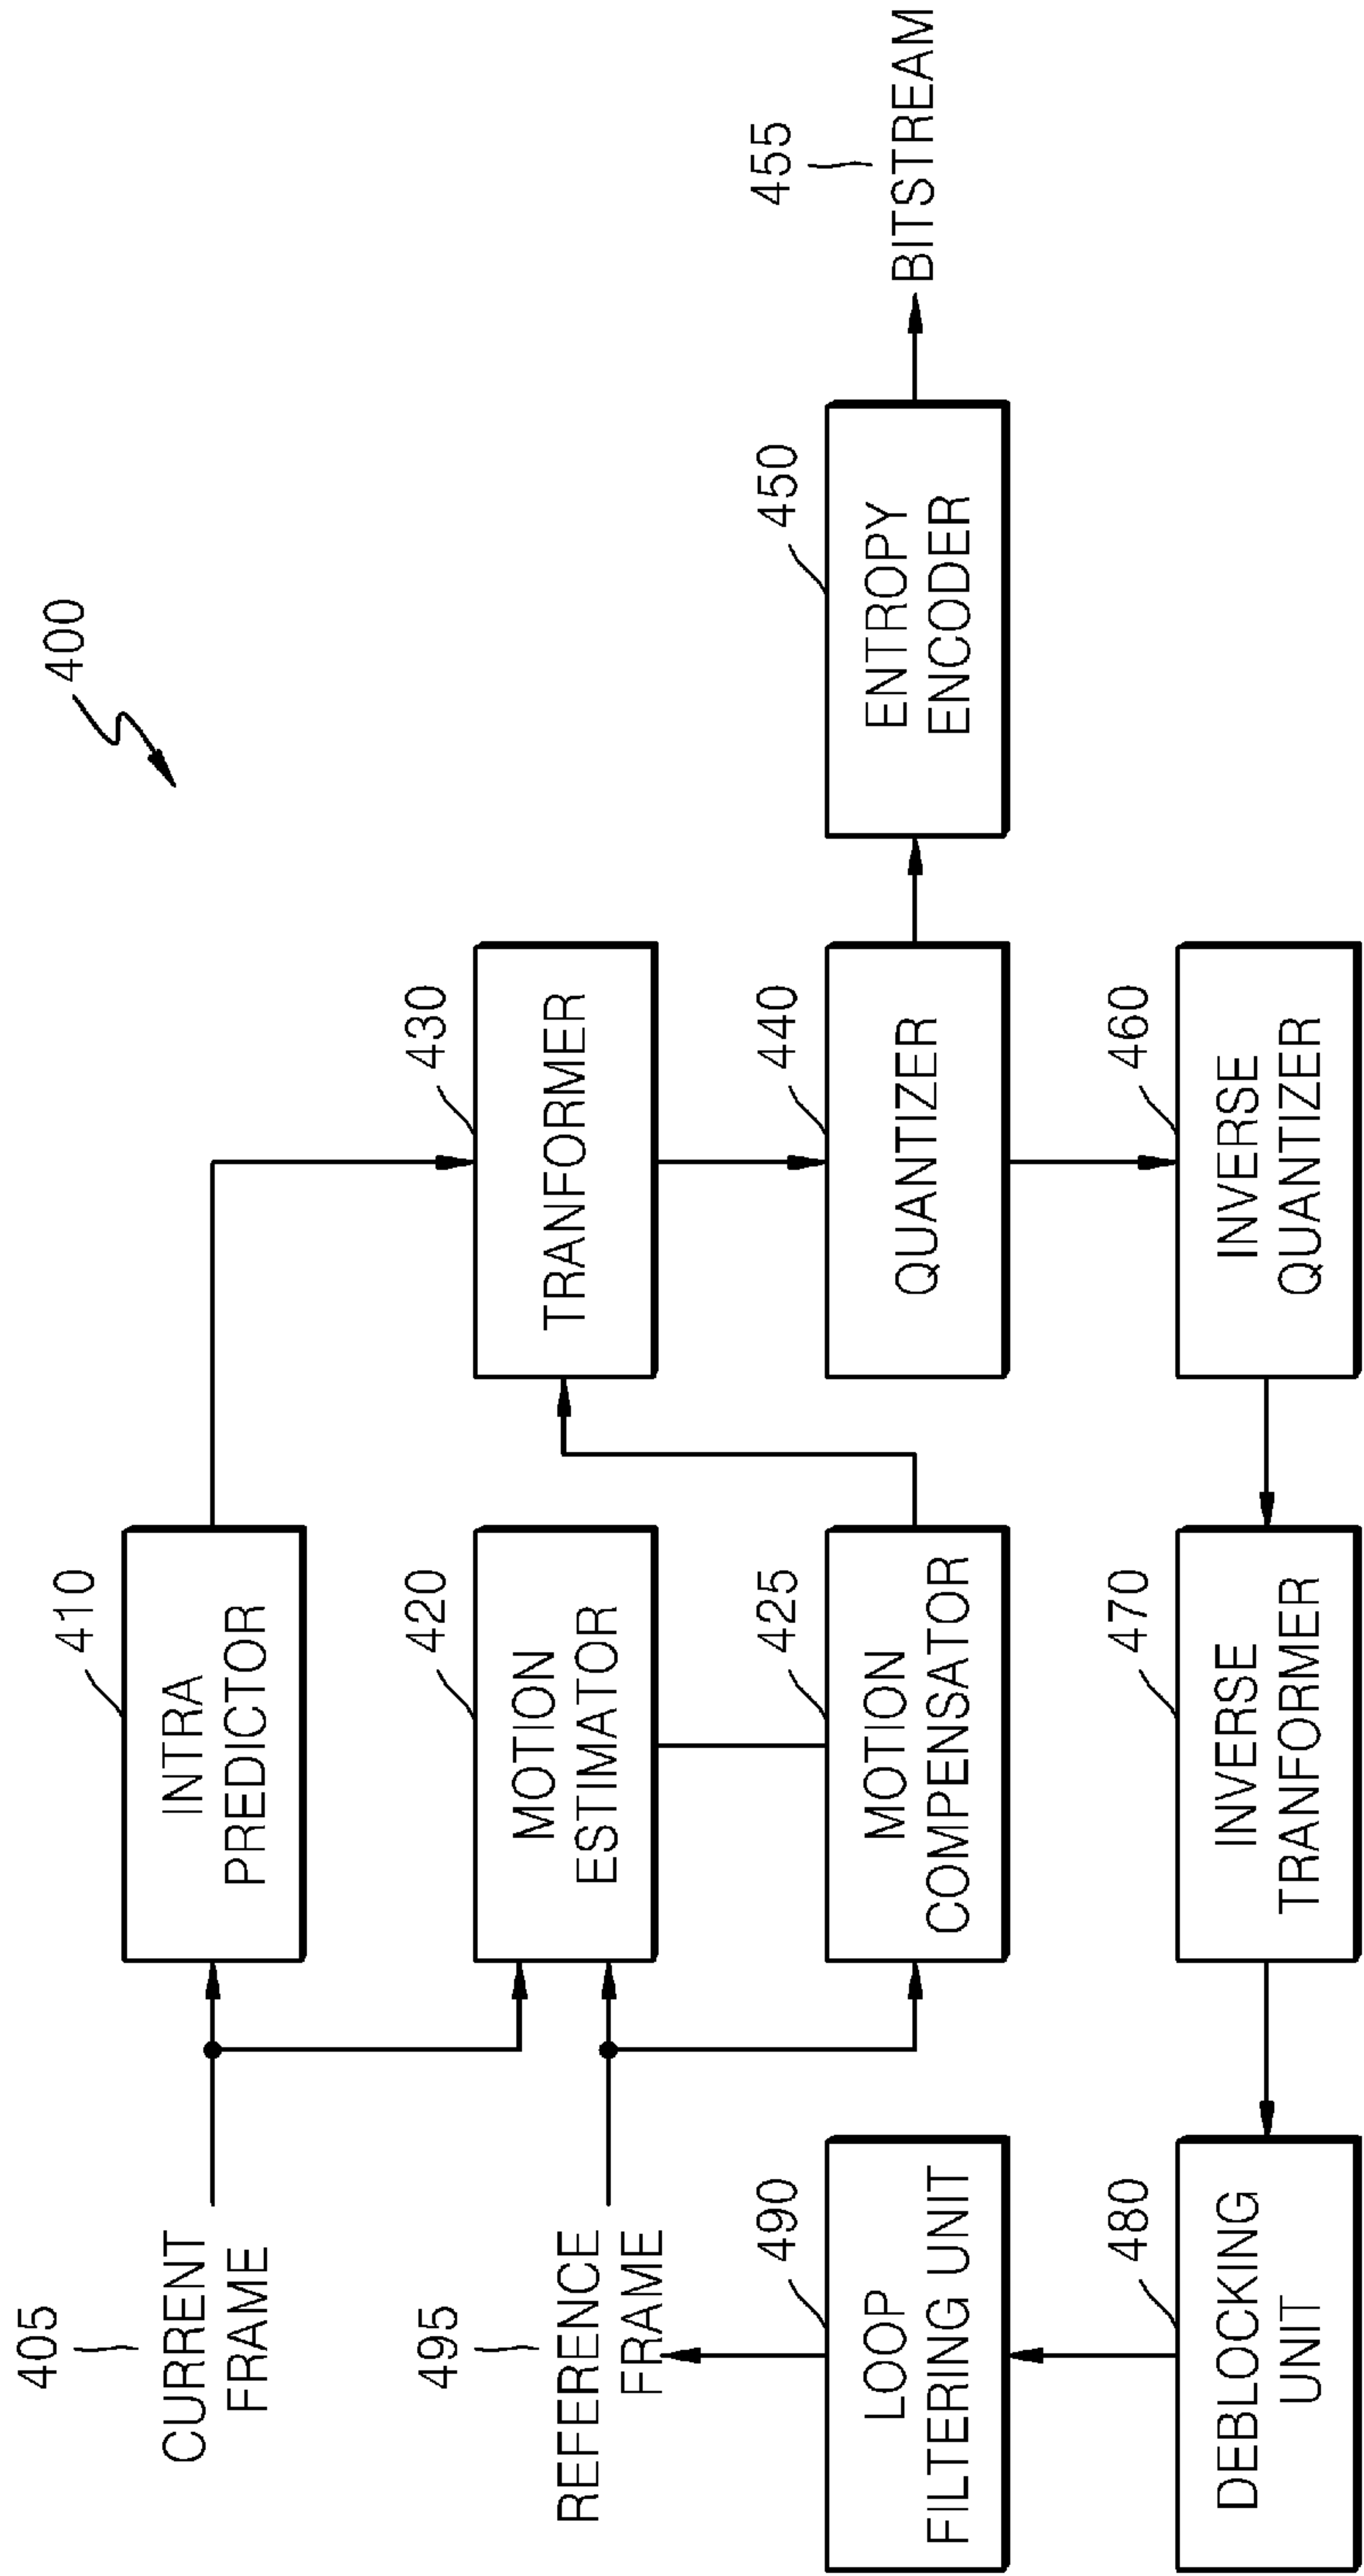 400
405
CURRENT
FRAME
410
INTRA
PREDICTOR
495
REFERENCE
FRAME
420
MOTION
ESTIMATOR
430
TRANFORMER
490
LOOP
FILTERING UNIT
425
MOTION
COMPENSATOR
440
QUANTIZER
450
ENTROPY
ENCODER
455
BITSTREAM
480
DEBLOCKING
UNIT
470
INVERSE
TRANFORMER
460
INVERSE
QUANTIZER